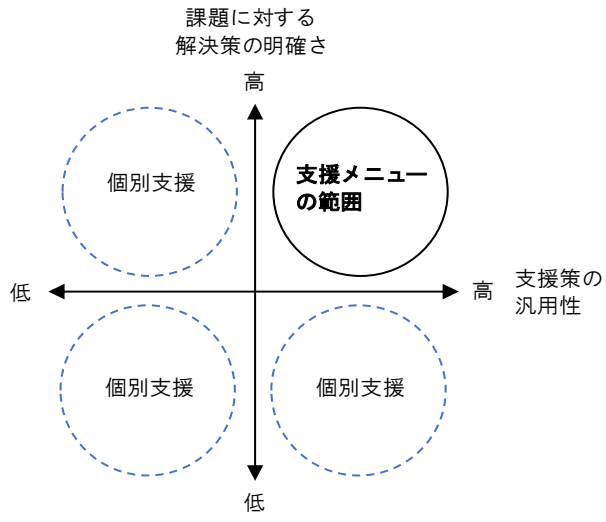 課題に対する
解決策の明確さ
高
個別支援
支援メニュー
の範囲
低
高
支援策の
汎用性
個別支援
個別支援
低